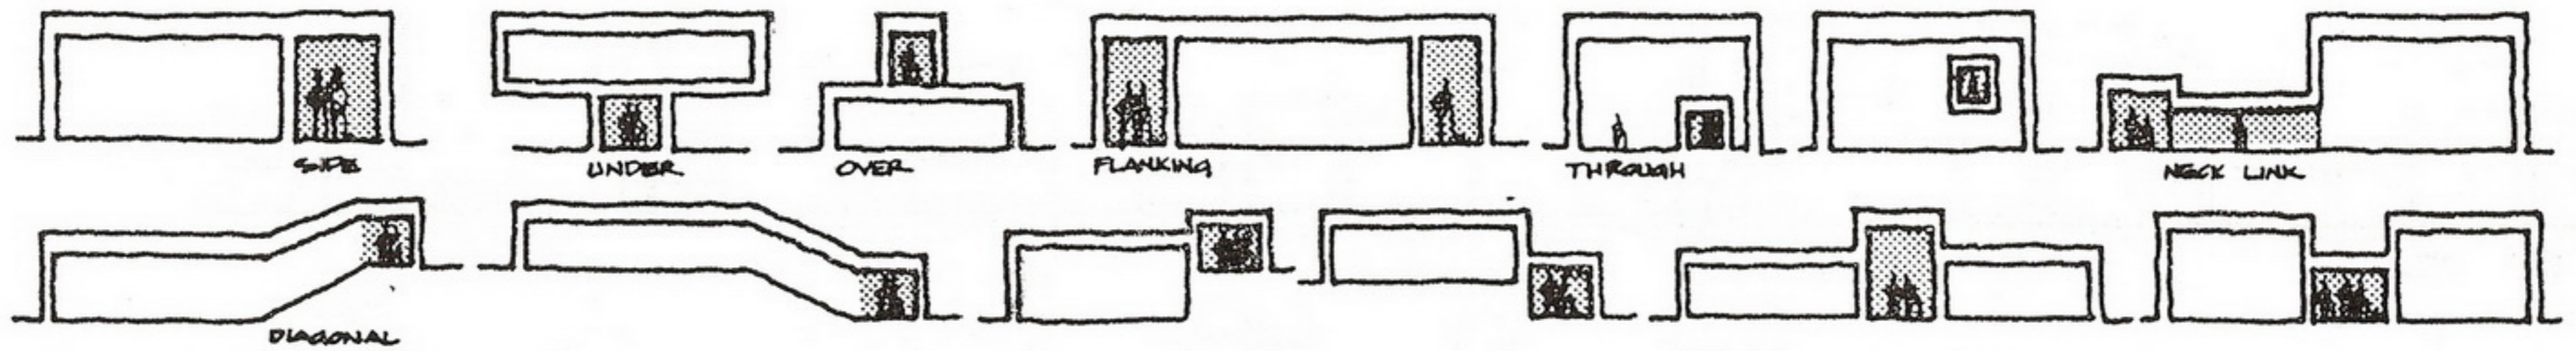 SIDE
UNDER
OVER
FLANKING
THROUGH
NECK LINK
DIAGONAL